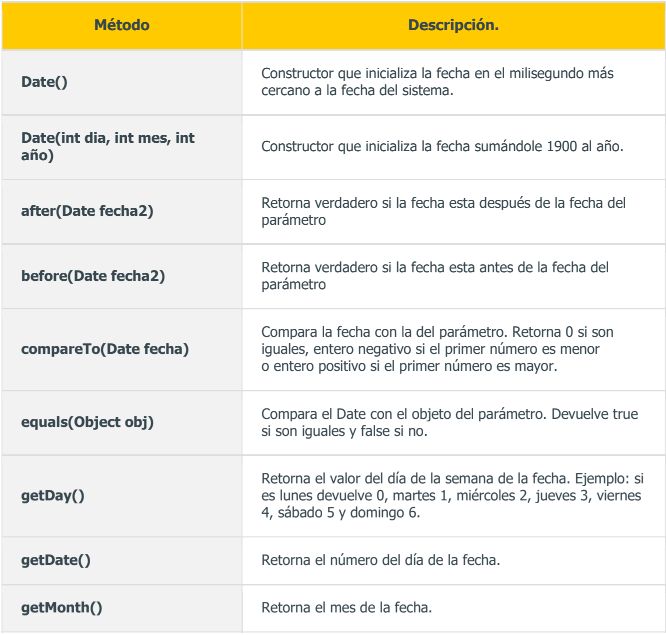 Método
Descripción.
Date()
Constructor que inicializa la fecha en el milisegundo más
cercano a la fecha del sistema.
Date(int dia, int mes, int
año)
Constructor que inicializa la fecha sumándole 1900 al año.
after(Date fecha2)
Retorna verdadero si la fecha esta después de la fecha del
parámetro
before(Date fecha2)
Retorna verdadero si la fecha esta antes de la fecha del
parámetro
compareTo(Date fecha)
Compara la fecha con la del parámetro. Retorna 0 si son
iguales, entero negativo si el primer número es menor
o entero positivo si el primer número es mayor.
equals(Object obj)
Compara el Date con el objeto del parámetro. Devuelve true
si son iguales y false si no.
getDay()
Retorna el valor del día de la semana de la fecha. Ejemplo: si
es lunes devuelve 0, martes 1, miércoles 2, jueves 3, viernes
4, sábado 5 y domingo 6.
getDate()
Retorna el número del día de la fecha.
getMonth()
Retorna el mes de la fecha.